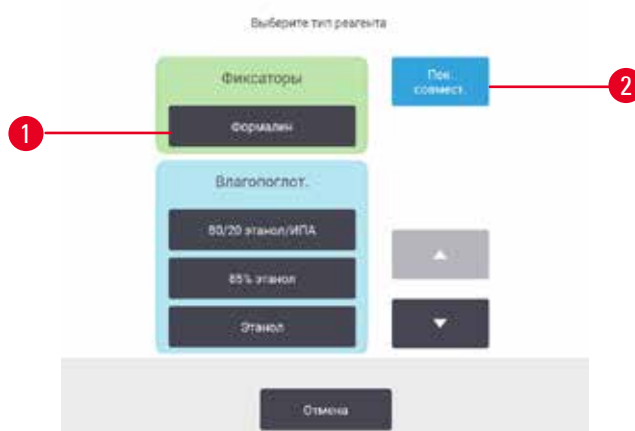 Выберите тип реагента
Фиксаторы
Пок.
совмест.
2
1
Формалин
Влагопоглот.
80/20 этанол/ИПА
85% этанол
Этанол
Отмена